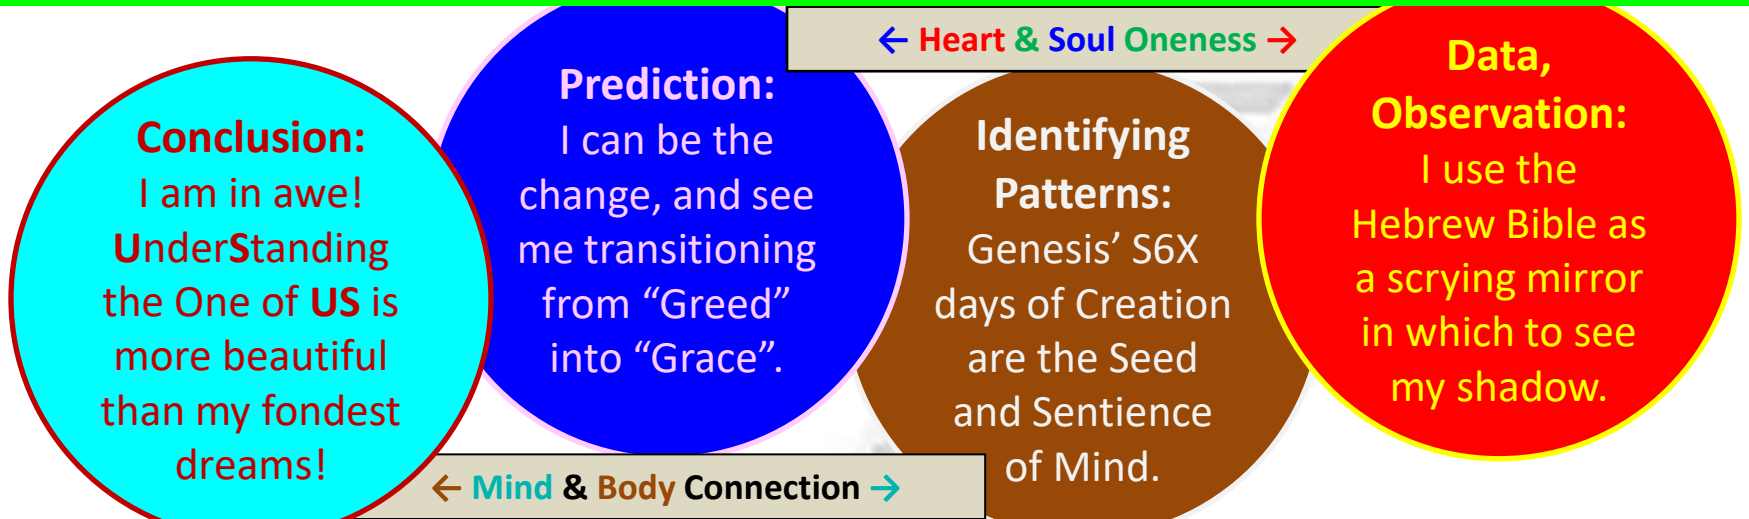 ← Heart & Soul Oneness →
Conclusion:
I am in awe!
UnderStanding
the One of US is
more beautiful
than my fondest
dreams!
Prediction:
I can be the
change, and see
me transitioning
from “Greed”
into “Grace”.
Identifying
Patterns:
Genesis’ S6X
days of Creation
are the Seed
and Sentience
of Mind.
Data,
Observation:
I use the
Hebrew Bible as
a scrying mirror
in which to see
my shadow.
← Mind & Body Connection →